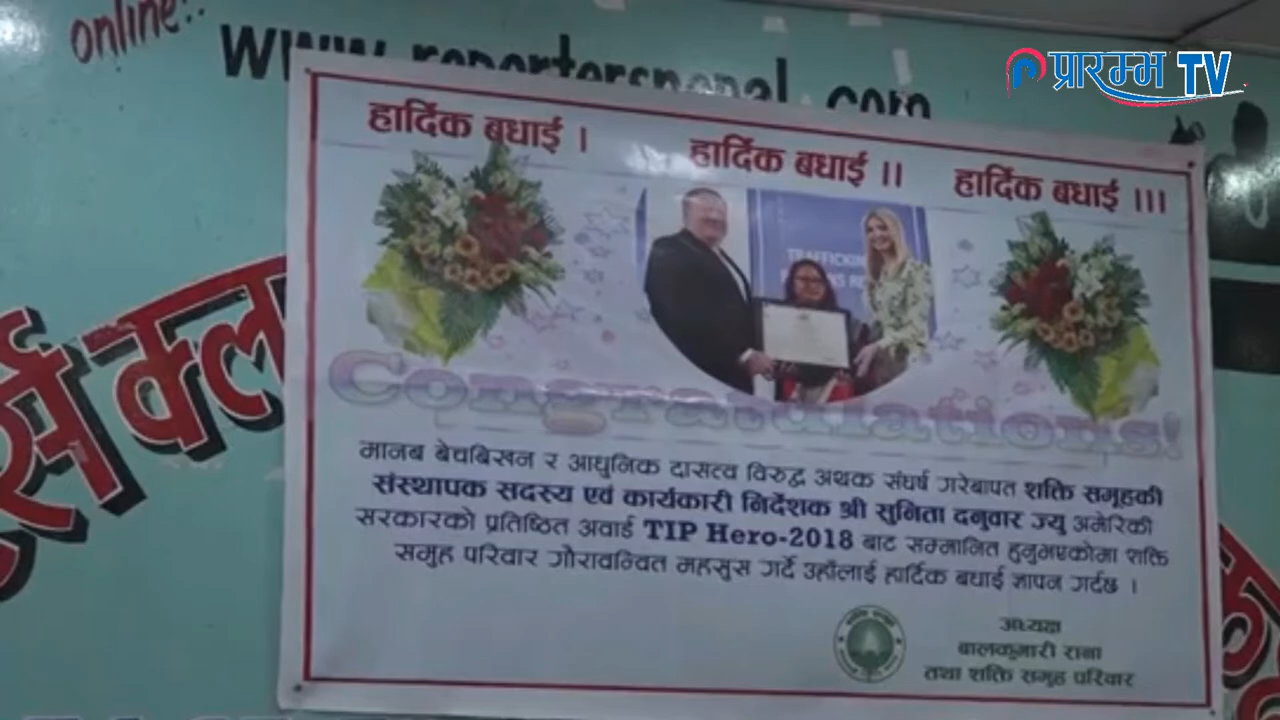 online..
www.reportersnepal.com
प्रारम्भ TV
हार्दिक बधाई । हार्दिक बधाई ।। हार्दिक बधाई ।।।
TRAFFICKING
Congratulations!
र्स क्ल
मानब बेचबिखन र आधुनिक दासत्व विरुद्ध अथक संघर्ष गरेबापत शक्ति समूहकी
संस्थापक सदस्य एवं कार्यकारी निर्देशक श्री सुनिता दनुवार ज्यु अमेरिकी
सरकारको प्रतिष्ठित अवार्ड TIP Hero-2018 बाट सम्मानित हुनुभएकोमा शक्ति
समुह परिवार गौरावन्वित महसुस गर्दै उहाँलाई हार्दिक बधाई ज्ञापन गर्दछ ।
अध्यक्ष
बालकुमारी राना
तथा शक्ति समुह परिवार